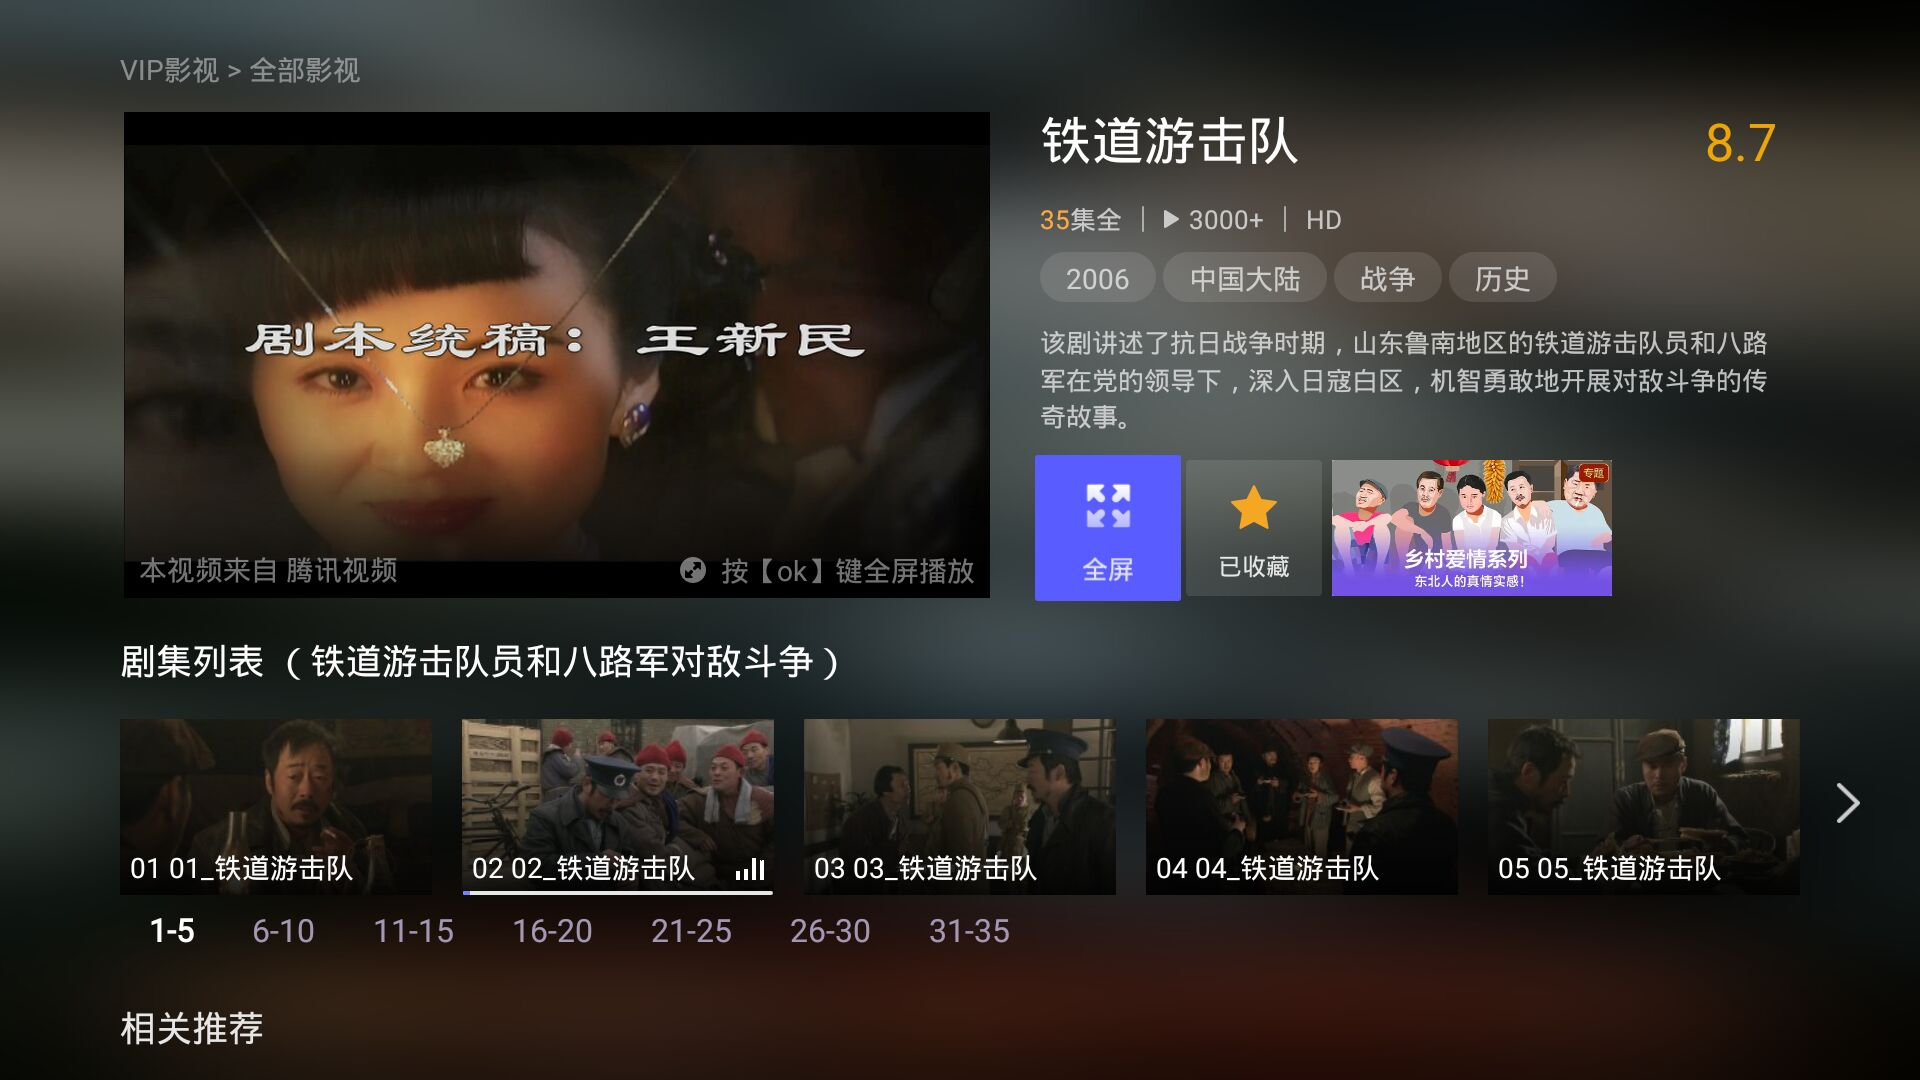 VIP影视 > 全部影视
剧本统稿：王新民
本视频来自 腾讯视频
按【ok】键全屏播放
铁道游击队
8.7
35集全 | 3000+ | HD
2006 中国大陆 战争 历史
该剧讲述了抗日战争时期，山东鲁南地区的铁道游击队员和八路
军在党的领导下，深入日寇白区，机智勇敢地开展对敌斗争的传
奇故事。
全屏
已收藏
专题
乡村爱情系列
东北人的真情实感！
剧集列表（铁道游击队员和八路军对敌斗争）
01 01_铁道游击队
02 02_铁道游击队
03 03_铁道游击队
04 04_铁道游击队
05 05_铁道游击队
1-5 6-10 11-15 16-20 21-25 26-30 31-35
相关推荐